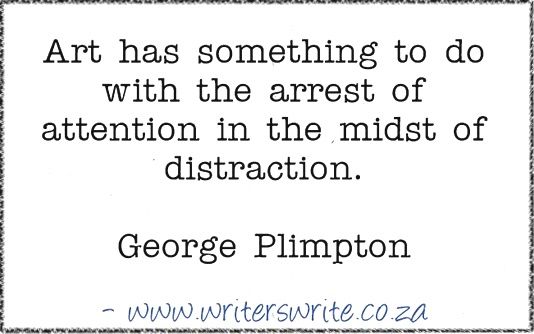 Art has something to do
with the arrest of
attention in the midst of
distraction.
George Plimpton
- www.writerswrite.co.za